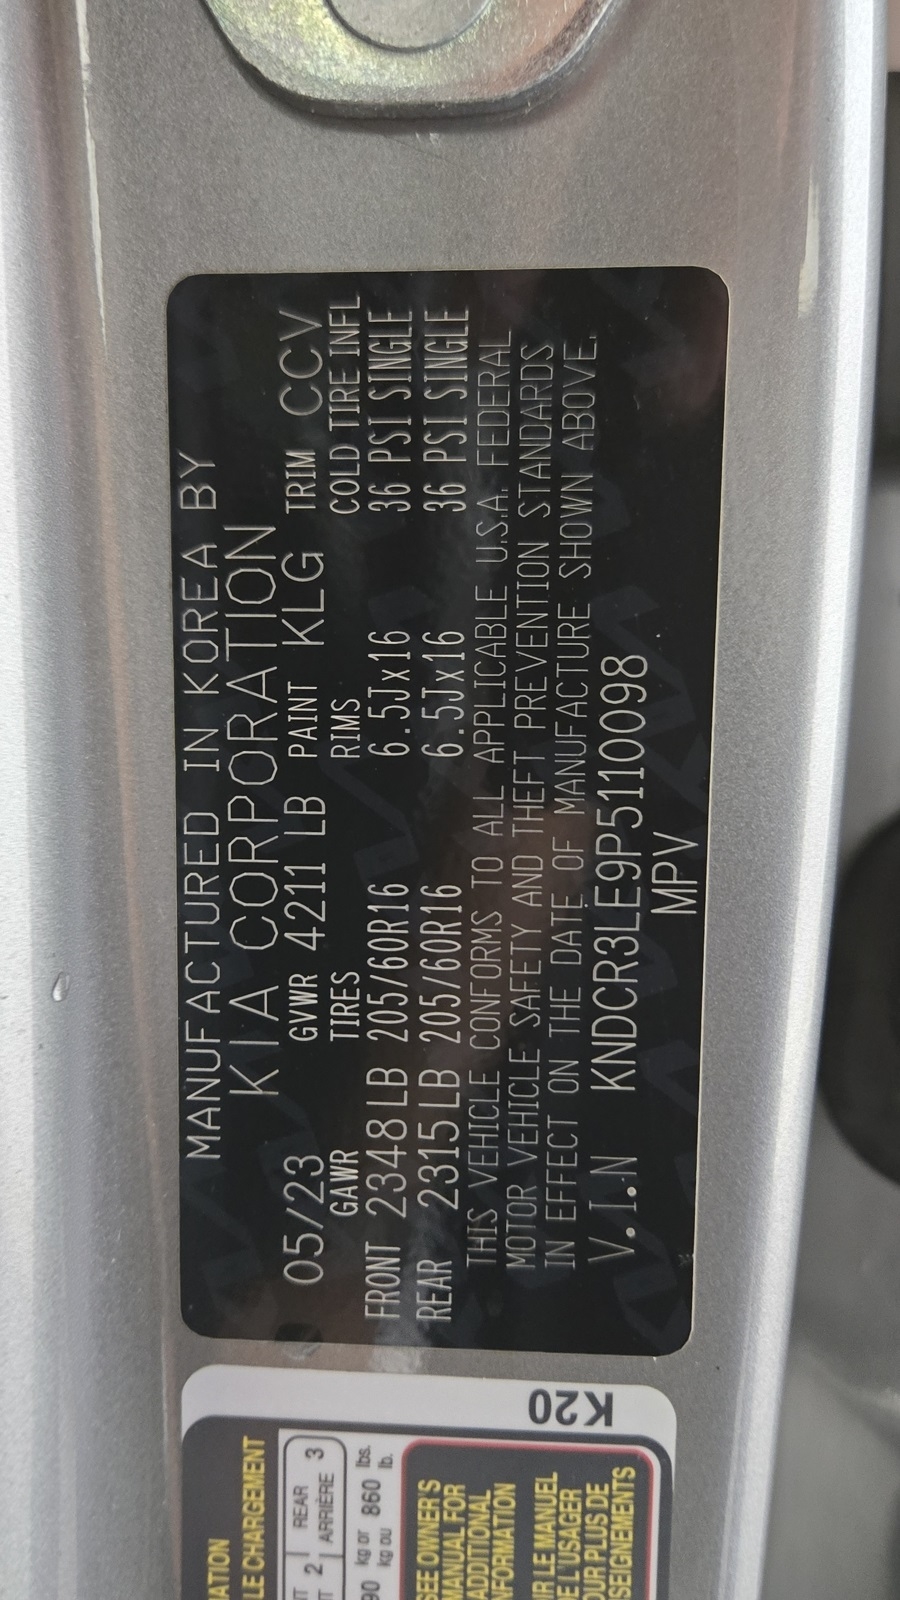 MANUFACTURED IN KOREA BY
KIA CORPORATION
05/23 GVWR 4211 LB PAINT KLG TRIM CCV
GAWR TIRES RIMS COLD TIRE INFL
FRONT 2348 LB 205/60R16 6.5Jx16 36 PSI SINGLE
REAR 2315 LB 205/60R16 6.5Jx16 36 PSI SINGLE
THIS VEHICLE CONFORMS TO ALL APPLICABLE U.S.A. FEDERAL
MOTOR VEHICLE SAFETY AND THEFT PREVENTION STANDARDS
IN EFFECT ON THE DATE OF MANUFACTURE SHOWN ABOVE.
V.I.N KNDCR3LE9P5110098
MPV
K20
LE CHARGEMENT
2 REAR 3
2 ARRIÈRE
kg or 860 lbs.
kg ou lb.
SEE OWNER'S
MANUAL FOR
ADDITIONAL
INFORMATION
LE MANUEL
DE L'USAGER
POUR PLUS DE